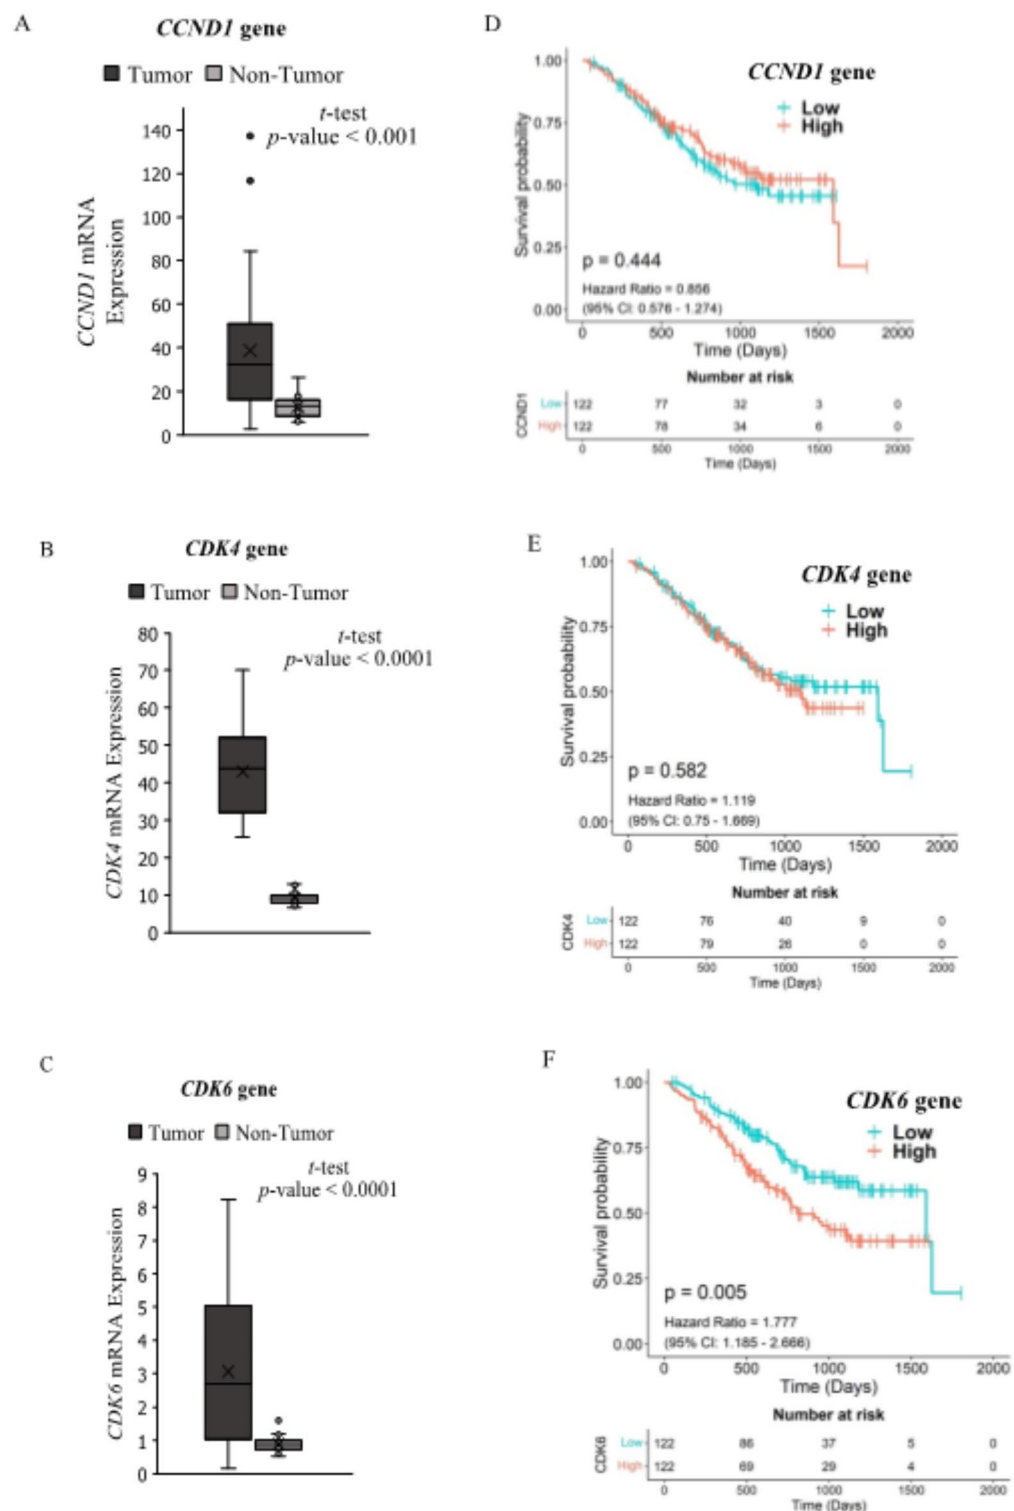 A
CCND1 gene
Tumor Non-Tumor
t-test
p-value < 0.001
CCND1 mRNA
Expression
140
120
100
80
60
40
20
0
D
CCND1 gene
Low
High
Survival probability
1.00
0.75
0.50
0.25
0.00
p = 0.444
Hazard Ratio = 0.856
(95% CI: 0.576 - 1.274)
0 500 1000 1500 2000
Time (Days)
Number at risk
CCND1
Low 122 77 32 3 0
High 122 78 34 6 0
0 500 1000 1500 2000
Time (Days)
B
CDK4 gene
Tumor Non-Tumor
t-test
p-value < 0.0001
CDK4 mRNA Expression
80
70
60
50
40
30
20
10
0
E
CDK4 gene
Low
High
Survival probability
1.00
0.75
0.50
0.25
0.00
p = 0.582
Hazard Ratio = 1.119
(95% CI: 0.75 - 1.669)
0 500 1000 1500 2000
Time (Days)
Number at risk
CDK4
Low 122 76 40 9 0
High 122 79 26 0 0
0 500 1000 1500 2000
Time (Days)
C
CDK6 gene
Tumor Non-Tumor
t-test
p-value < 0.0001
CDK6 mRNA Expression
9
8
7
6
5
4
3
2
1
0
F
CDK6 gene
Low
High
Survival probability
1.00
0.75
0.50
0.25
0.00
p = 0.005
Hazard Ratio = 1.777
(95% CI: 1.185 - 2.666)
0 500 1000 1500 2000
Time (Days)
Number at risk
CDK6
Low 122 86 37 5 0
High 122 69 29 4 0
0 500 1000 1500 2000
Time (Days)